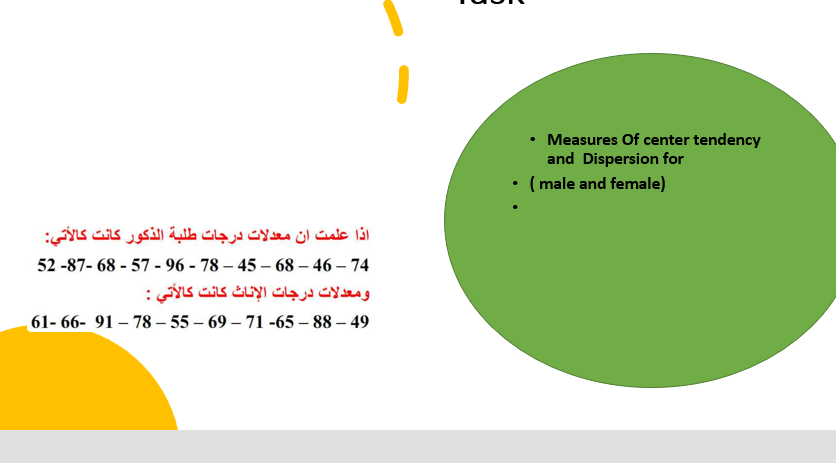 • Measures Of center tendency
and Dispersion for
• ( male and female)
•
اذا علمت ان معدلات درجات طلبة الذكور كانت كالأتي:
52 -87- 68 - 57 - 96 - 78 – 45 – 68 – 46 – 74
ومعدلات درجات الإناث كانت كالأتي :
61- 66- 91 – 78 – 55 – 69 – 71 -65 – 88 – 49